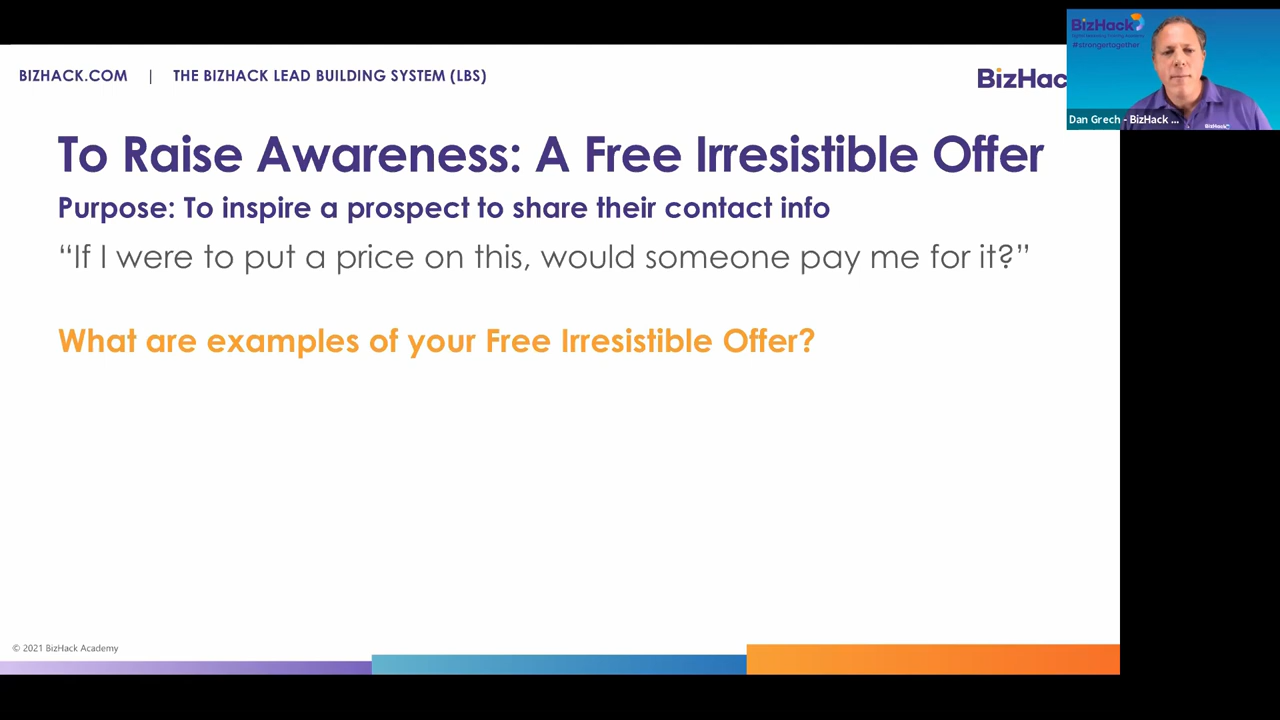 BIZHACK.COM | THE BIZHACK LEAD BUILDING SYSTEM (LBS)
BizHac
BizHack
#strongertogether
Dan Grech - BizHack ...
BizHack
To Raise Awareness: A Free Irresistible Offer
Purpose: To inspire a prospect to share their contact info
“If I were to put a price on this, would someone pay me for it?”
What are examples of your Free Irresistible Offer?
© 2021 BizHack Academy